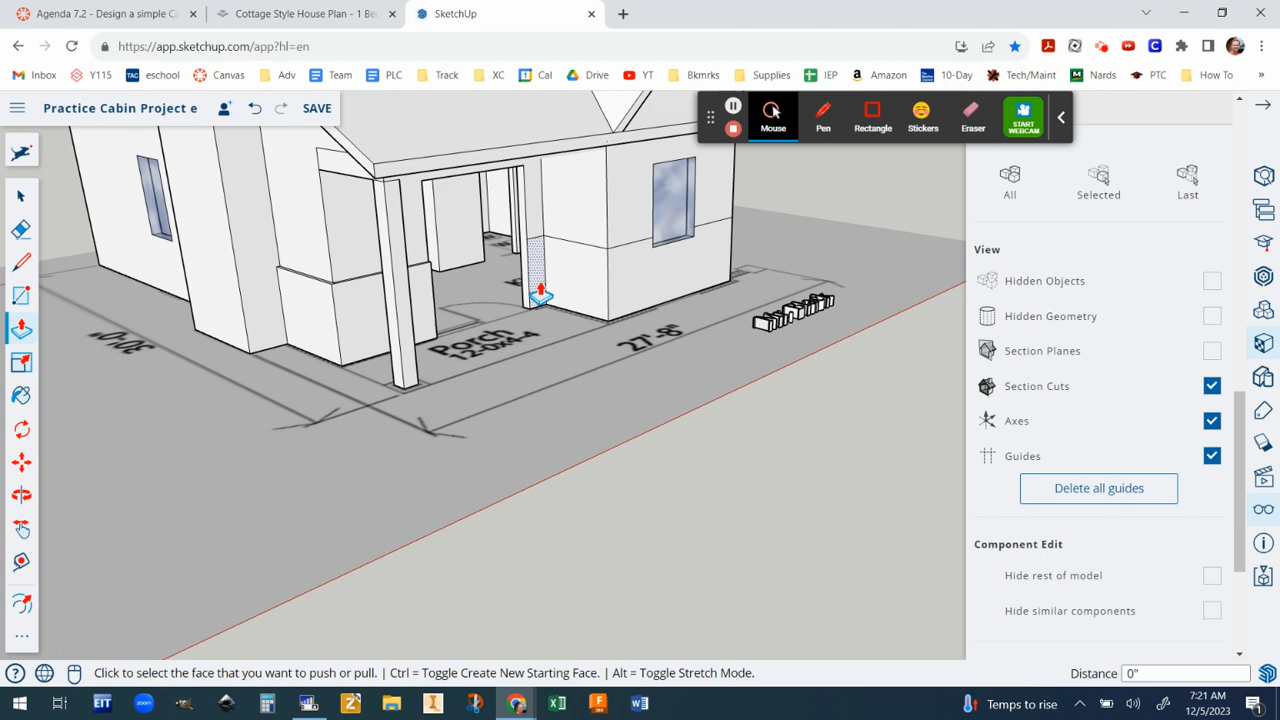 Agenda 7.2 - Design a simple Ca
Cottage Style House Plan - 1 Be
SketchUp
https://app.sketchup.com/app?hl=en
Inbox
Y115
eschool
Canvas
Adv
Team
PLC
Track
XC
Cal
Drive
YT
Bkmrks
Supplies
IEP
Amazon
10-Day
Tech/Maint
Nards
PTC
How To
»
Practice Cabin Project e
SAVE
Mouse
Pen
Rectangle
Stickers
Eraser
START
WEBCAM
All
Selected
Last
View
Hidden Objects
Hidden Geometry
Section Planes
Section Cuts
Axes
Guides
Delete all guides
Component Edit
Hide rest of model
Hide similar components
30-0"
Porch
12-0x4-4
27'-8"
Click to select the face that you want to push or pull. | Ctrl = Toggle Create New Starting Face. | Alt = Toggle Stretch Mode.
Distance
0"
EIT
zoom
Temps to rise
7:21 AM
12/5/2023